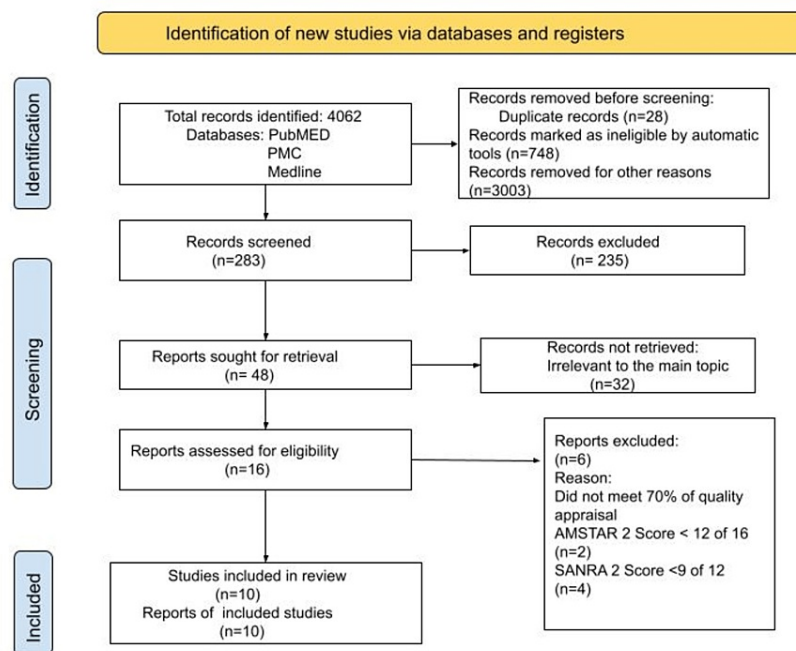 Identification of new studies via databases and registers
Identification
Total records identified: 4062
Databases: PubMED
PMC
Medline
Records removed before screening:
Duplicate records (n=28)
Records marked as ineligible by automatic
tools (n=748)
Records removed for other reasons
(n=3003)
Screening
Records screened
(n=283)
Records excluded
(n= 235)
Reports sought for retrieval
(n= 48)
Records not retrieved:
Irrelevant to the main topic
(n=32)
Reports assessed for eligibility
(n=16)
Reports excluded:
(n=6)
Reason:
Did not meet 70% of quality
appraisal
AMSTAR 2 Score < 12 of 16
(n=2)
SANRA 2 Score <9 of 12
(n=4)
Included
Studies included in review
(n=10)
Reports of included studies
(n=10)